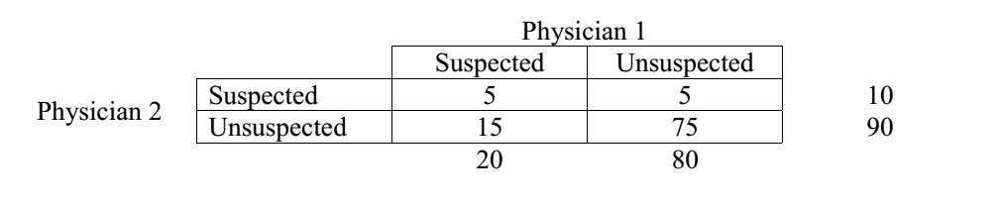 Physician 1
Suspected Unsuspected
Physician 2
Suspected 5 5 10
Unsuspected 15 75 90
20 80